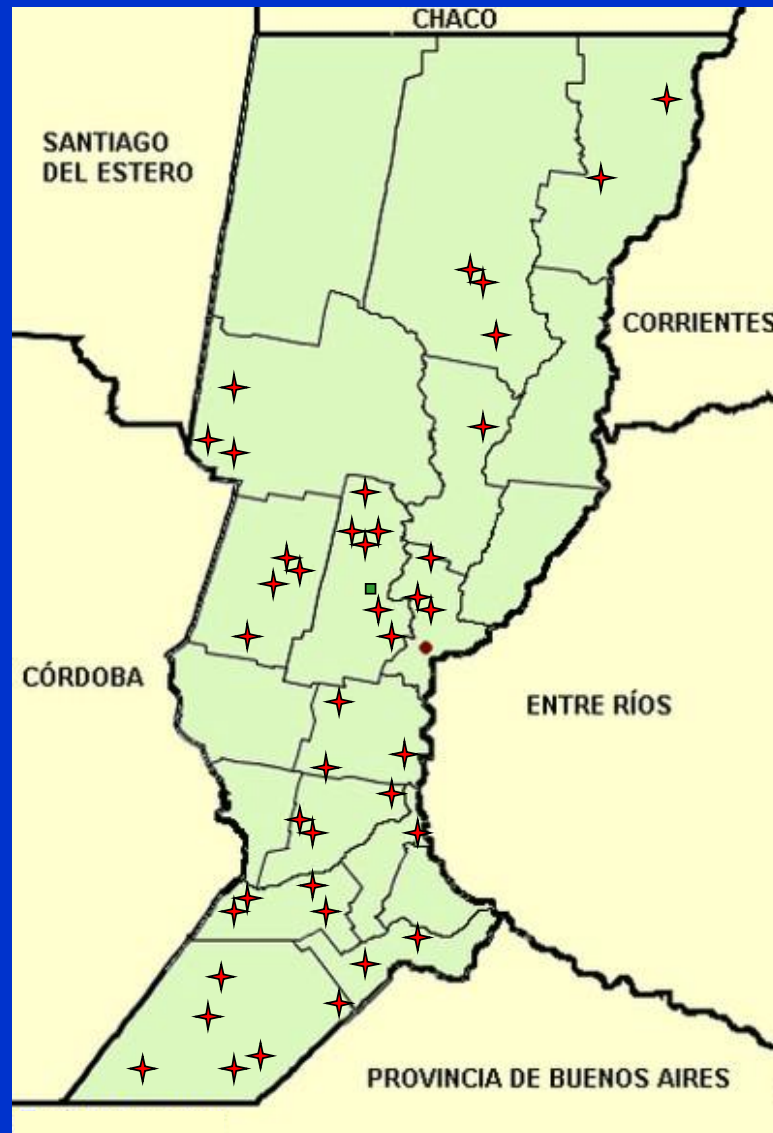 CHACO
SANTIAGO
DEL ESTERO
CORRIENTES
CÓRDOBA
ENTRE RÍOS
PROVINCIA DE BUENOS AIRES